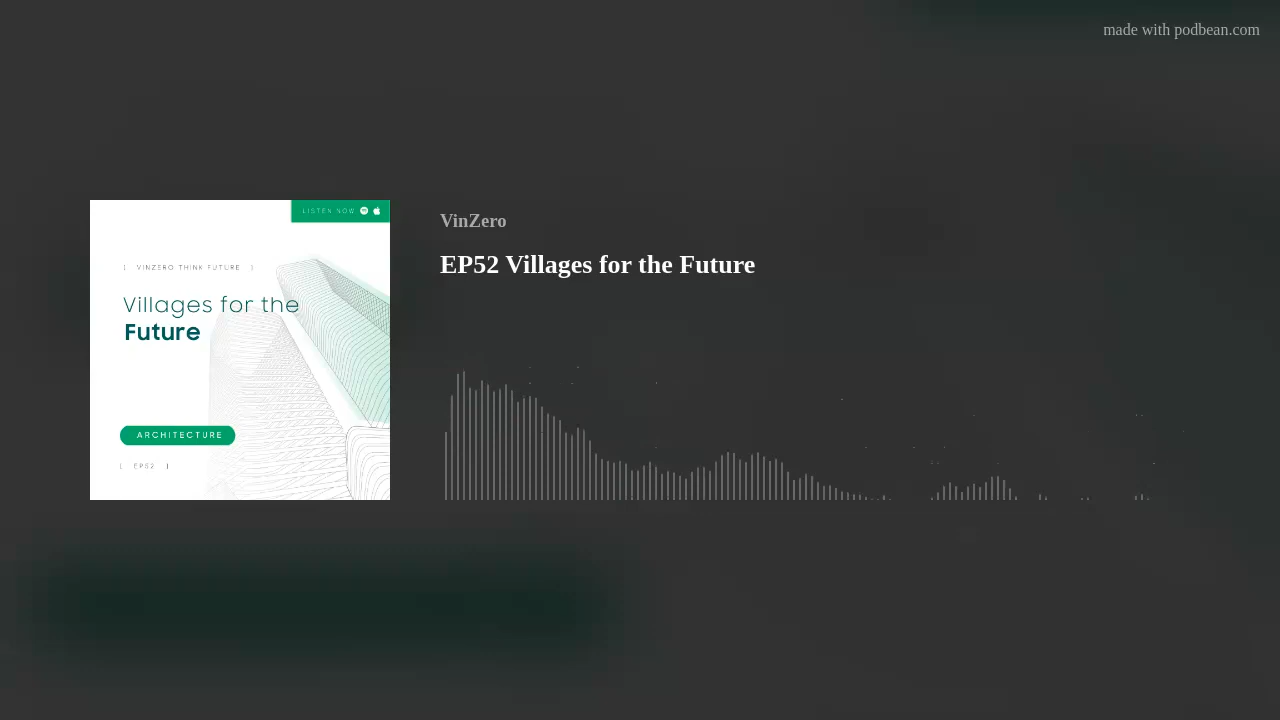 made with podbean.com
LISTEN NOW
[ VINZERO THINK FUTURE ]
Villages for the
Future
ARCHITECTURE
[ EP52 ]
VinZero
EP52 Villages for the Future